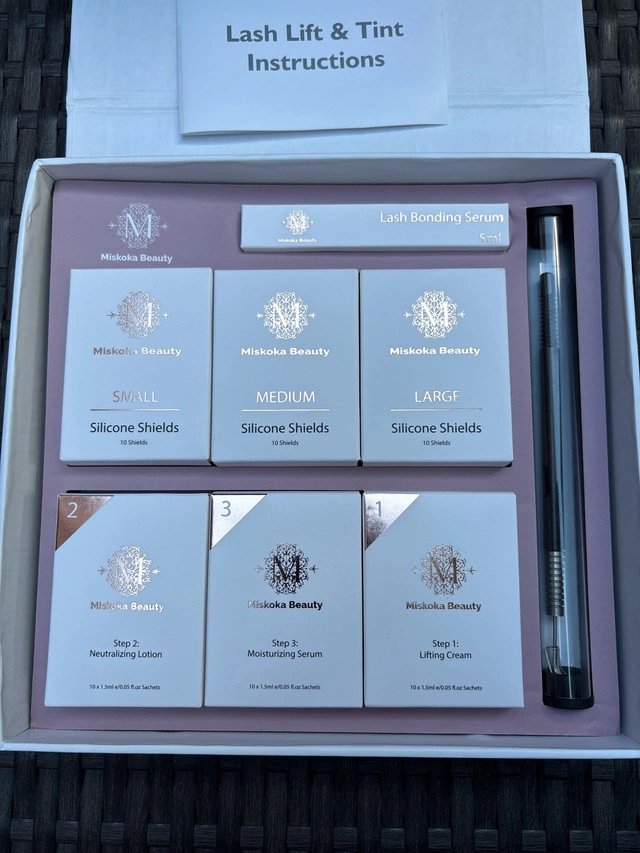 Lash Lift & Tint
Instructions
M
Miskoka Beauty
M
Miskoka Beauty
Lash Bonding Serum
5ml
M
Miskoka Beauty
SMALL
Silicone Shields
10 Shields
M
Miskoka Beauty
MEDIUM
Silicone Shields
10 Shields
M
Miskoka Beauty
LARGE
Silicone Shields
10 Shields
2
M
Miskoka Beauty
Step 2:
Neutralizing Lotion
10 x 1.5ml e/0.05 fl.oz Sachets
3
M
Miskoka Beauty
Step 3:
Moisturizing Serum
10 x 1.5ml e/0.05 fl.oz Sachets
1
M
Miskoka Beauty
Step 1:
Lifting Cream
10 x 1.5ml e/0.05 fl.oz Sachets